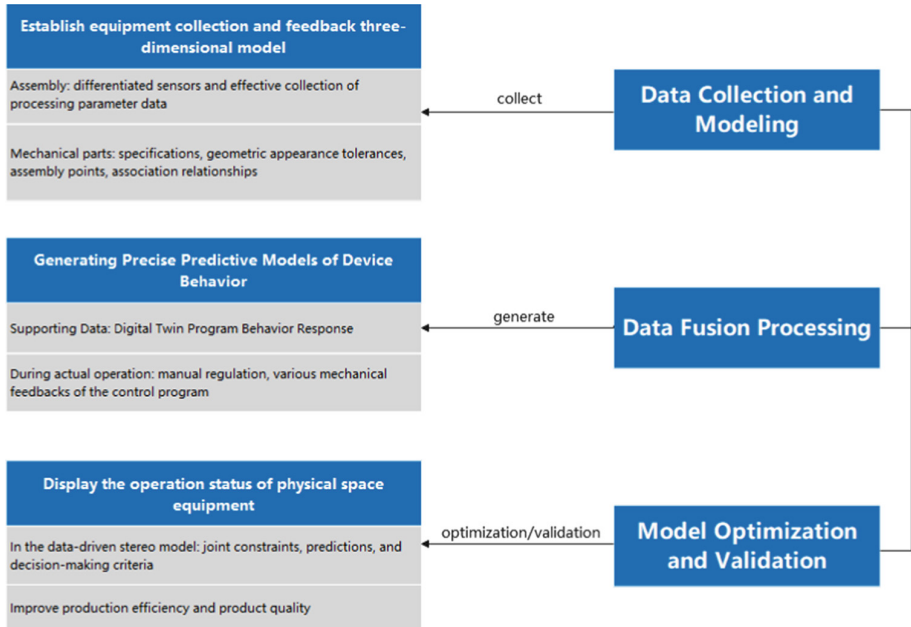 Establish equipment collection and feedback three-
dimensional model
Assembly: differentiated sensors and effective collection of
processing parameter data
Mechanical parts: specifications, geometric appearance tolerances,
assembly points, association relationships
collect
Data Collection and
Modeling
Generating Precise Predictive Models of Device
Behavior
Supporting Data: Digital Twin Program Behavior Response
During actual operation: manual regulation, various mechanical
feedbacks of the control program
generate
Data Fusion Processing
Display the operation status of physical space
equipment
In the data-driven stereo model: joint constraints, predictions, and
decision-making criteria
Improve production efficiency and product quality
optimization/validation
Model Optimization
and Validation